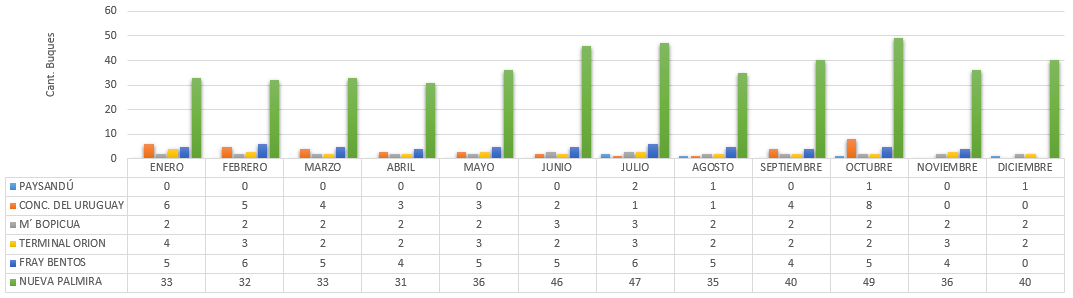 60
50
40
30
20
10
0
Cant. Buques
ENERO FEBRERO MARZO ABRIL MAYO JUNIO JULIO AGOSTO SEPTIEMBRE OCTUBRE NOVIEMBRE DICIEMBRE
PAYSANDÚ 0 0 0 0 0 0 2 1 0 1 0 1
CONC. DEL URUGUAY 6 5 4 3 3 2 1 1 4 8 0 0
M´ BOPICUA 2 2 2 2 2 3 3 2 2 2 2 2
TERMINAL ORION 4 3 2 2 3 2 3 2 2 2 3 2
FRAY BENTOS 5 6 5 4 5 5 6 5 4 5 4 0
NUEVA PALMIRA 33 32 33 31 36 46 47 35 40 49 36 40